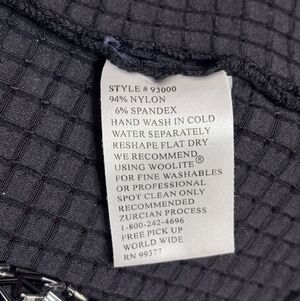 STYLE # 93000
94% NYLON
6% SPANDEX
HAND WASH IN COLD
WATER SEPARATELY
RESHAPE FLAT DRY
WE RECOMMEND
USING WOOLITE®
FOR FINE WASHABLES
OR PROFESSIONAL
SPOT CLEAN ONLY
RECOMMENDED
ZURCIAN PROCESS
1-800-242-4696
FREE PICK UP
WORLD WIDE
RN 99377